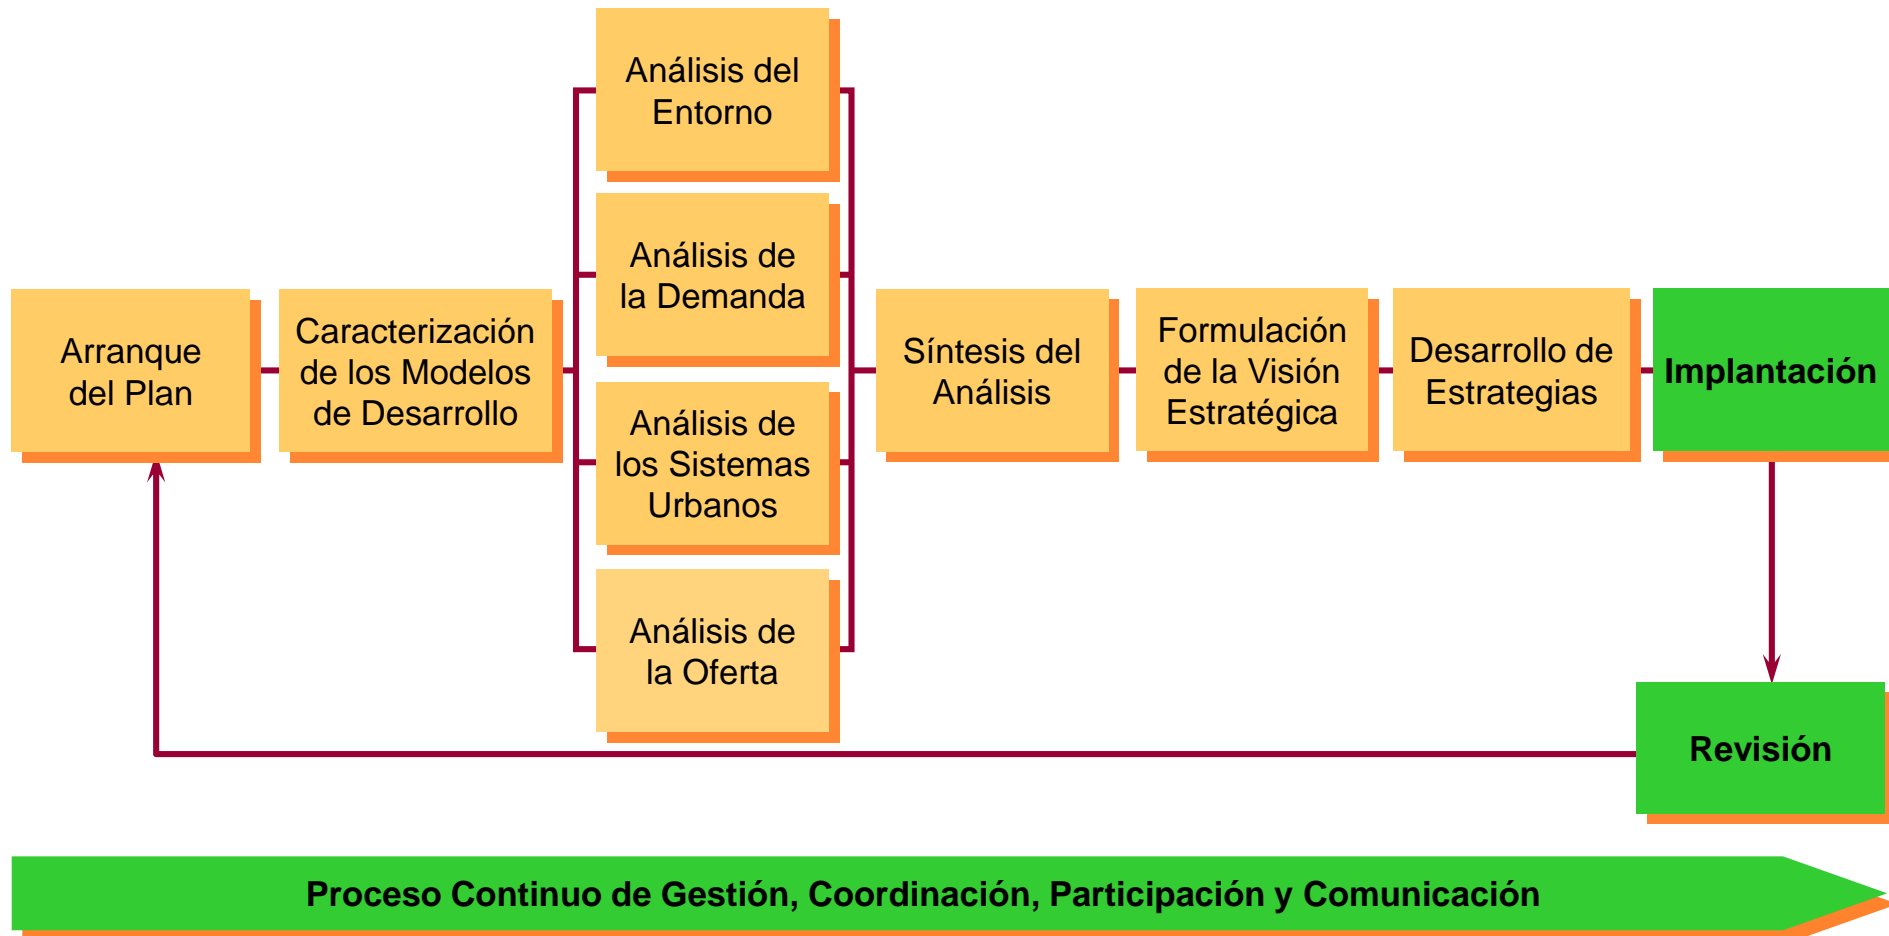 Arranque
del Plan
Caracterización
de los Modelos
de Desarrollo
Análisis del
Entorno
Análisis de
la Demanda
Análisis de
los Sistemas
Urbanos
Análisis de
la Oferta
Síntesis del
Análisis
Formulación
de la Visión
Estratégica
Desarrollo de
Estrategias
Implantación
Revisión
Proceso Continuo de Gestión, Coordinación, Participación y Comunicación